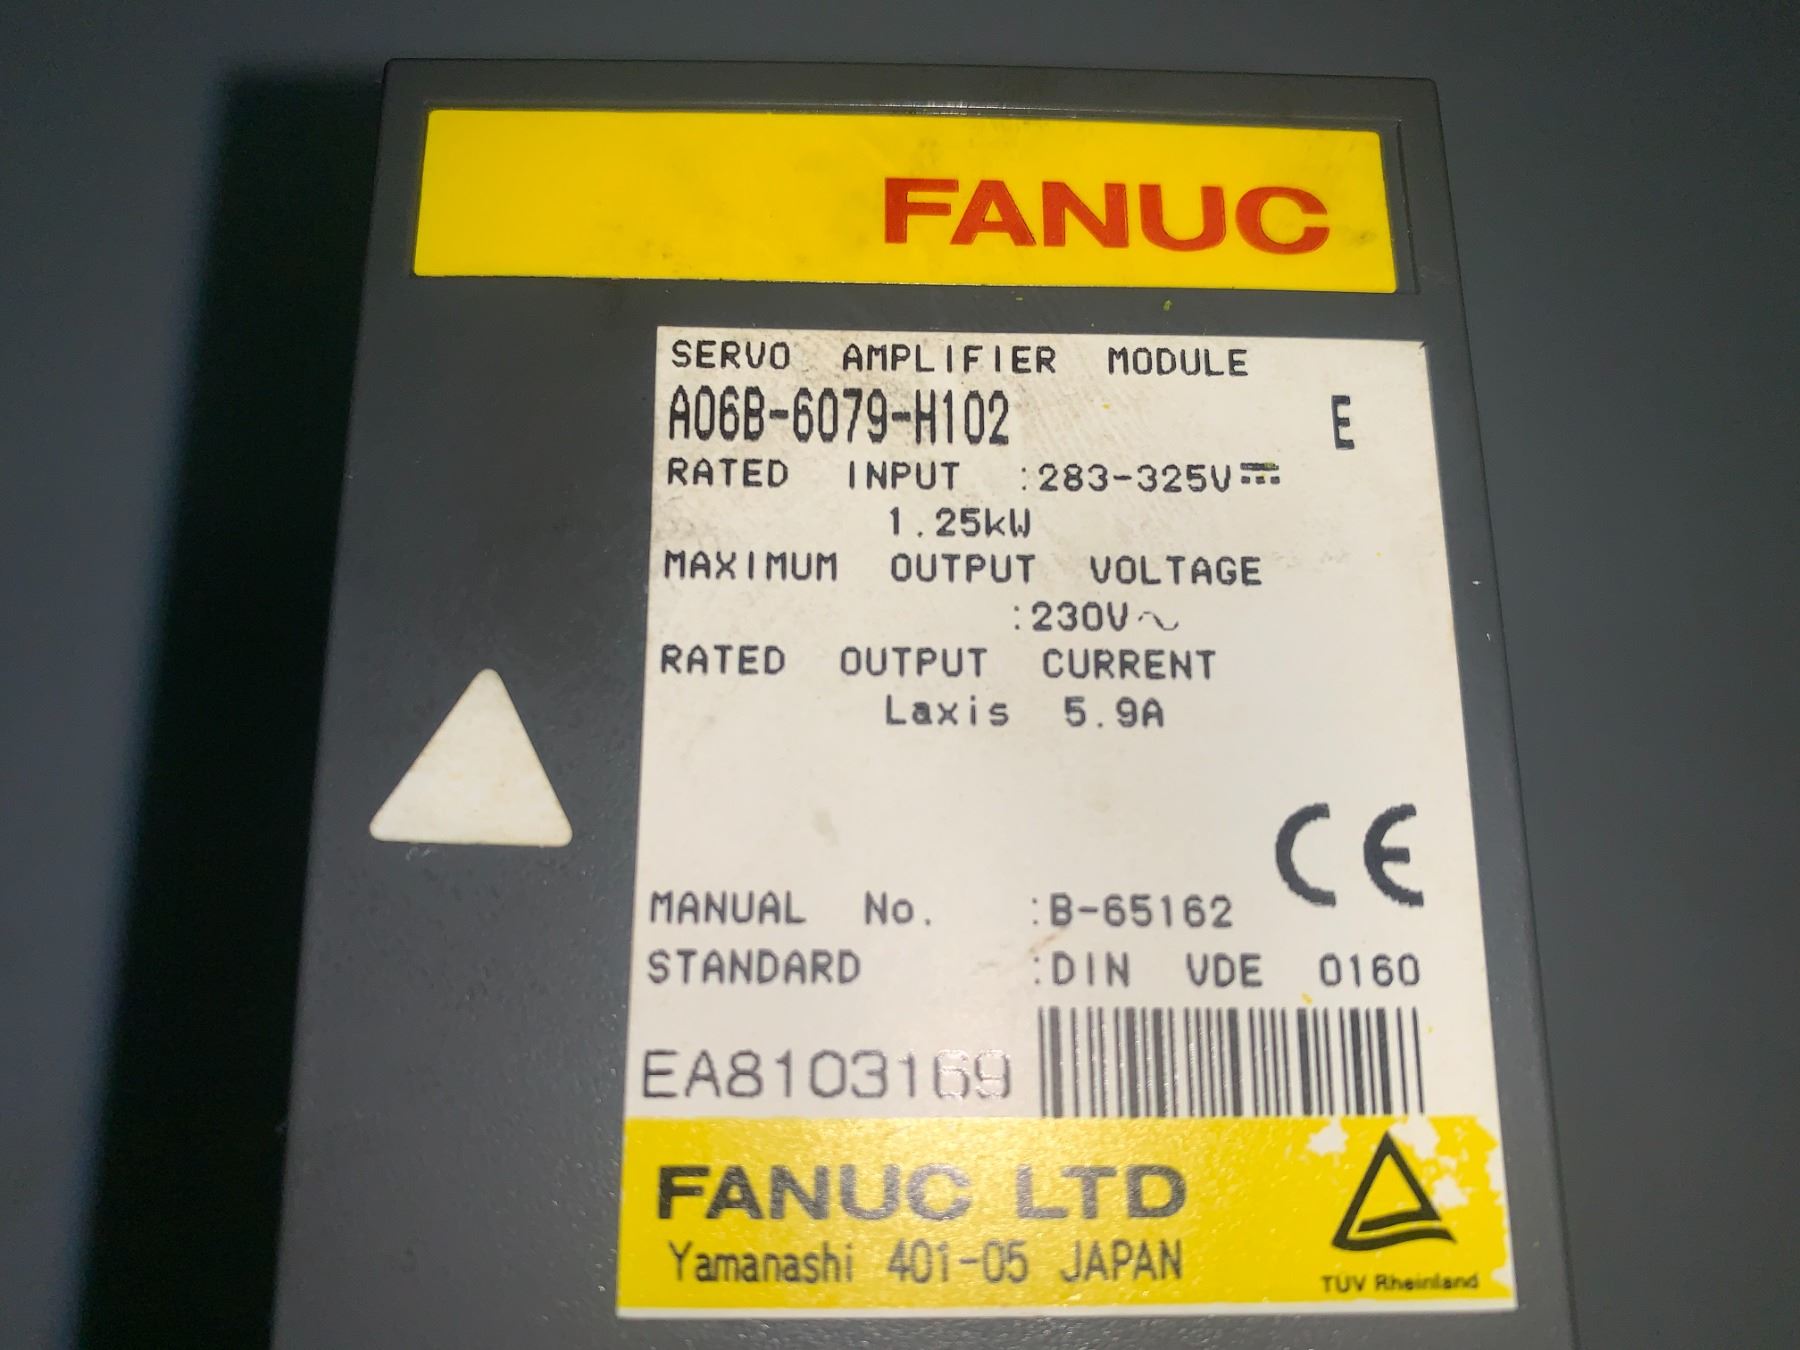 FANUC
SERVO AMPLIFIER MODULE
A06B-6079-H102 E
RATED INPUT :283-325V⎓
1.25kW
MAXIMUM OUTPUT VOLTAGE
:230V~
RATED OUTPUT CURRENT
Laxis 5.9A
CE
MANUAL No. :B-65162
STANDARD :DIN VDE 0160
EA8103169
FANUC LTD
Yamanashi 401-05 JAPAN
TÜV Rheinland